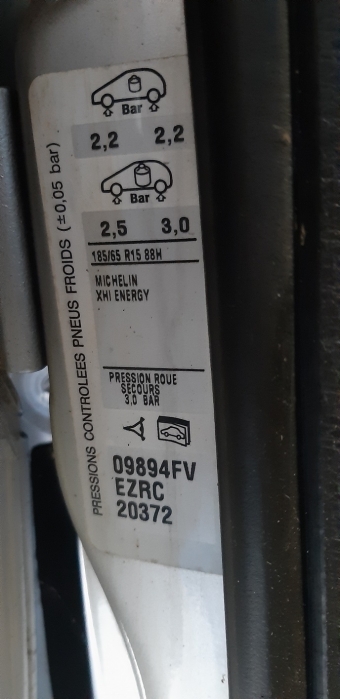 Bar
2,2 2,2
Bar
2,5 3,0
185/65 R15 88H
MICHELIN
XHI ENERGY
PRESSION ROUE
SECOURS
3,0 BAR
09894FV
EZRC
20372
PRESSIONS CONTROLEES PNEUS FROIDS (±0,05 bar)